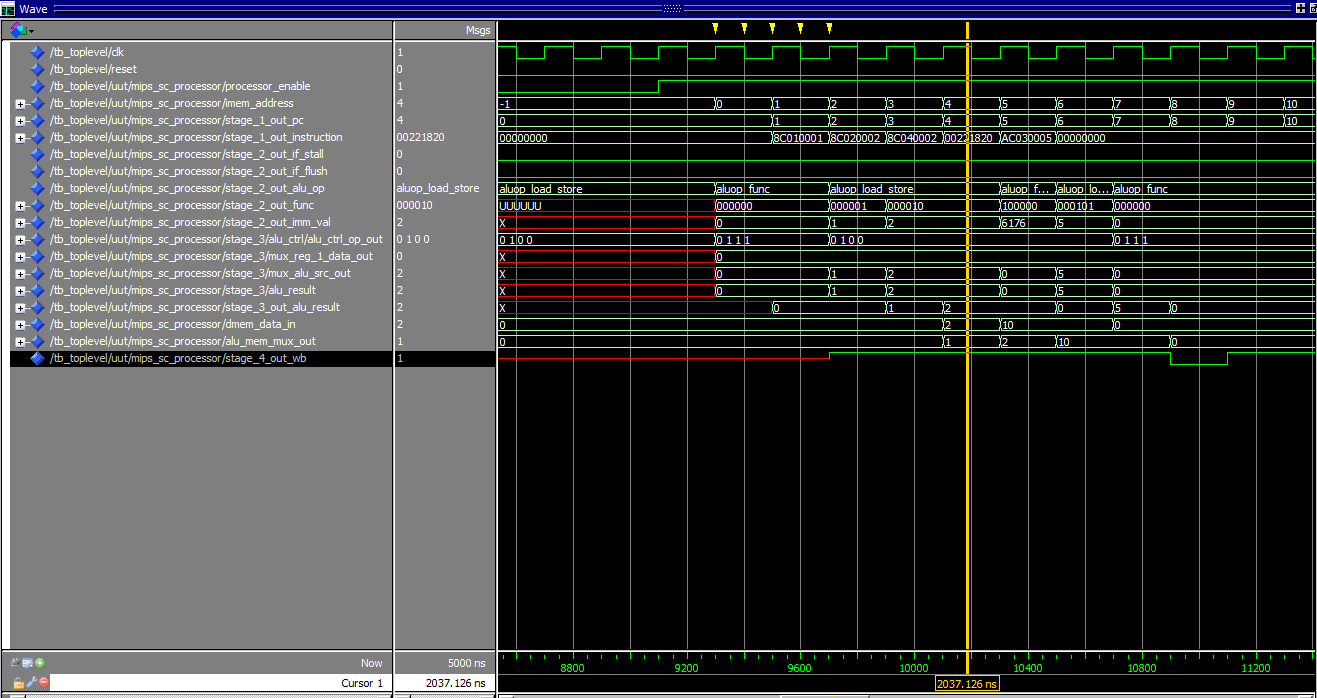 Wave
Msgs
/tb_toplevel/clk 1
/tb_toplevel/reset 0
/tb_toplevel/uut/mips_sc_processor/processor_enable 1
/tb_toplevel/uut/mips_sc_processor/imem_address 4 -1 0 1 2 3 4 5 6 7 8 9 10
/tb_toplevel/uut/mips_sc_processor/stage_1_out_pc 4 0 1 2 3 4 5 6 7 8 9 10
/tb_toplevel/uut/mips_sc_processor/stage_1_out_instruction 00221820 00000000 8C010001 8C020002 8C040002 00221820 AC030005 00000000
/tb_toplevel/uut/mips_sc_processor/stage_2_out_if_stall 0
/tb_toplevel/uut/mips_sc_processor/stage_2_out_if_flush 0
/tb_toplevel/uut/mips_sc_processor/stage_2_out_alu_op aluop_load_store aluop_load_store aluop_func aluop_load_store aluop_f... aluop_lo... aluop_func
/tb_toplevel/uut/mips_sc_processor/stage_2_out_func 000010 UUUUUU 000000 000001 000010 100000 000101 000000
/tb_toplevel/uut/mips_sc_processor/stage_2_out_imm_val 2 X 0 1 2 6176 5 0
/tb_toplevel/uut/mips_sc_processor/stage_3/alu_ctrl/alu_ctrl_op_out 0 1 0 0 0 1 0 0 0 1 1 1 0 1 0 0 0 1 1 1
/tb_toplevel/uut/mips_sc_processor/stage_3/mux_reg_1_data_out 0 X 0
/tb_toplevel/uut/mips_sc_processor/stage_3/mux_alu_src_out 2 X 0 1 2 0 5 0
/tb_toplevel/uut/mips_sc_processor/stage_3/alu_result 2 X 0 1 2 0 5 0
/tb_toplevel/uut/mips_sc_processor/stage_3_out_alu_result 2 X 0 1 2 0 5 0
/tb_toplevel/uut/mips_sc_processor/dmem_data_in 2 0 2 10 0
/tb_toplevel/uut/mips_sc_processor/alu_mem_mux_out 1 0 1 2 10 0
/tb_toplevel/uut/mips_sc_processor/stage_4_out_wb 1
Now 5000 ns 8800 9200 9600 10000 10400 10800 11200
Cursor 1 2037.126 ns 2037.126 ns